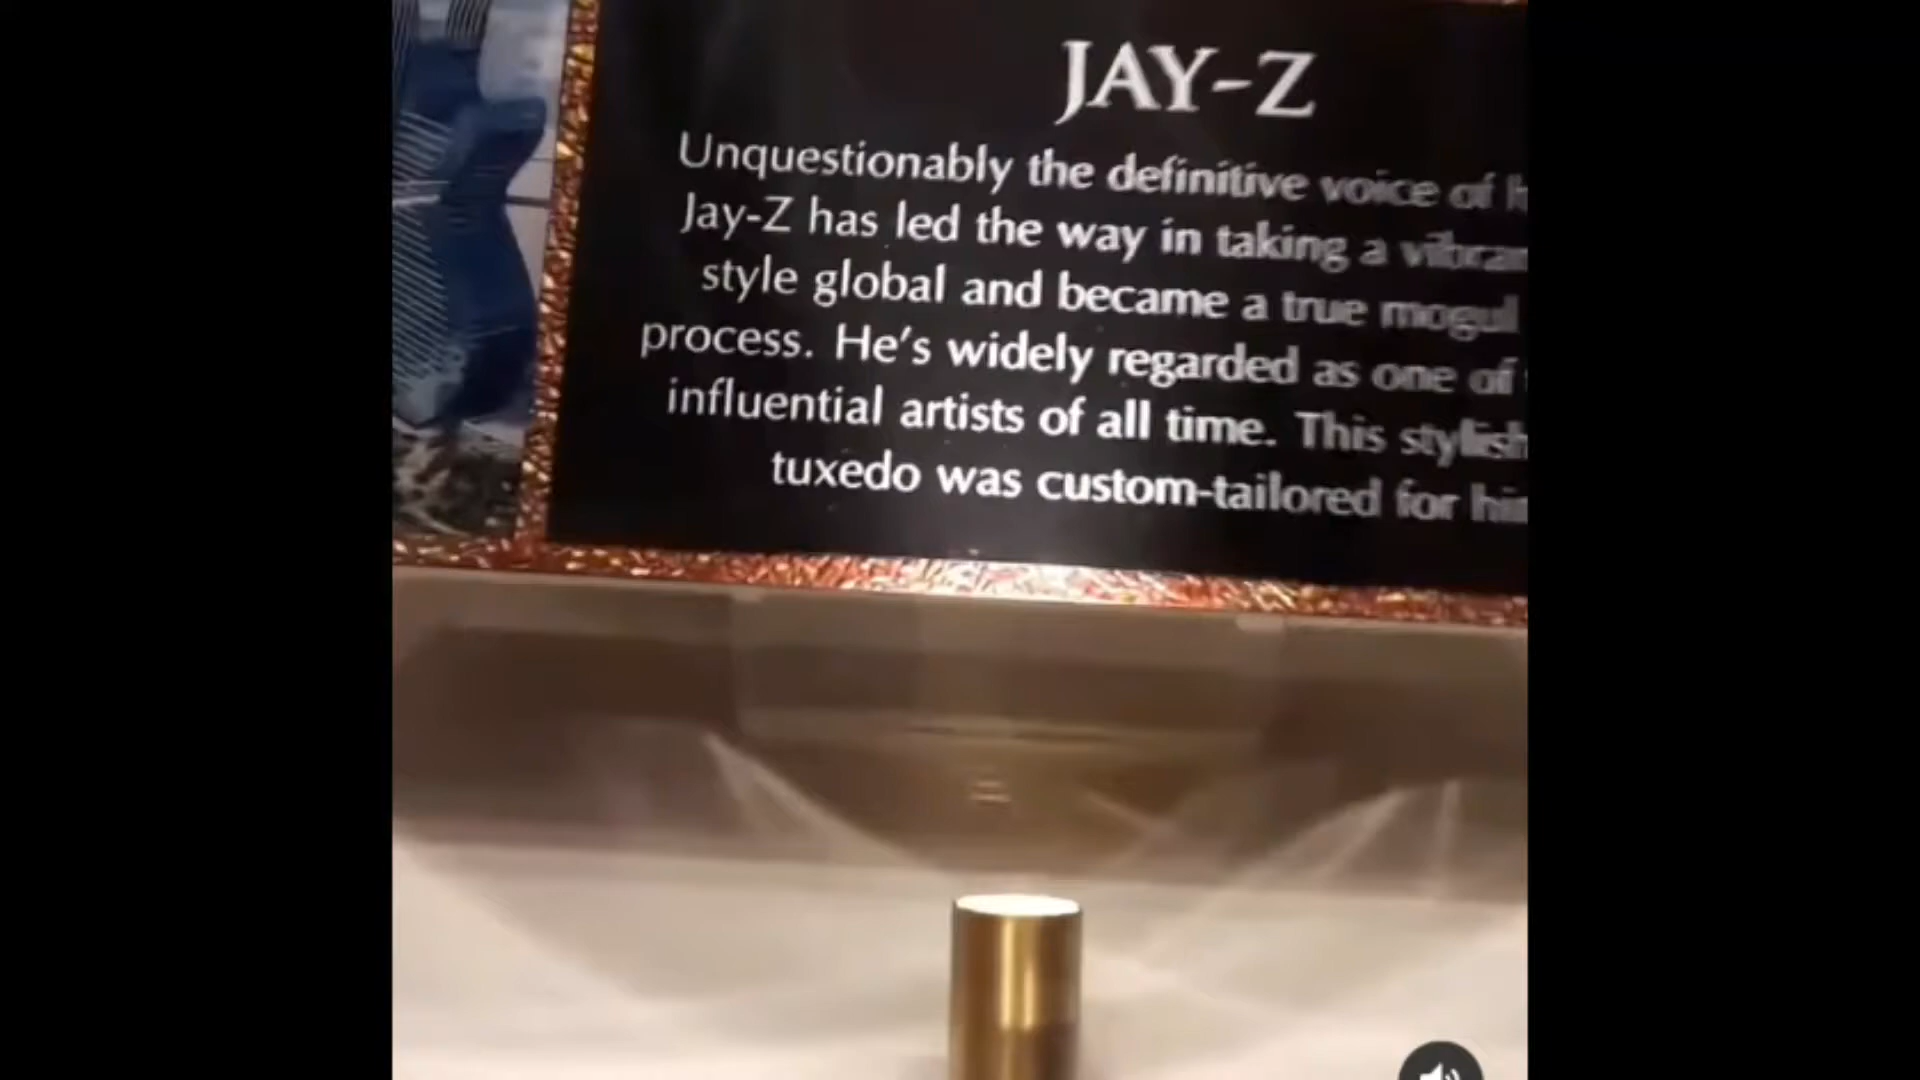 JAY-Z
Unquestionably the definitive voice of
Jay-Z has led the way in taking a
style global and became a true mogul
process. He's widely regarded as one of
influential artists of all time. This stylish
tuxedo was custom-tailored for